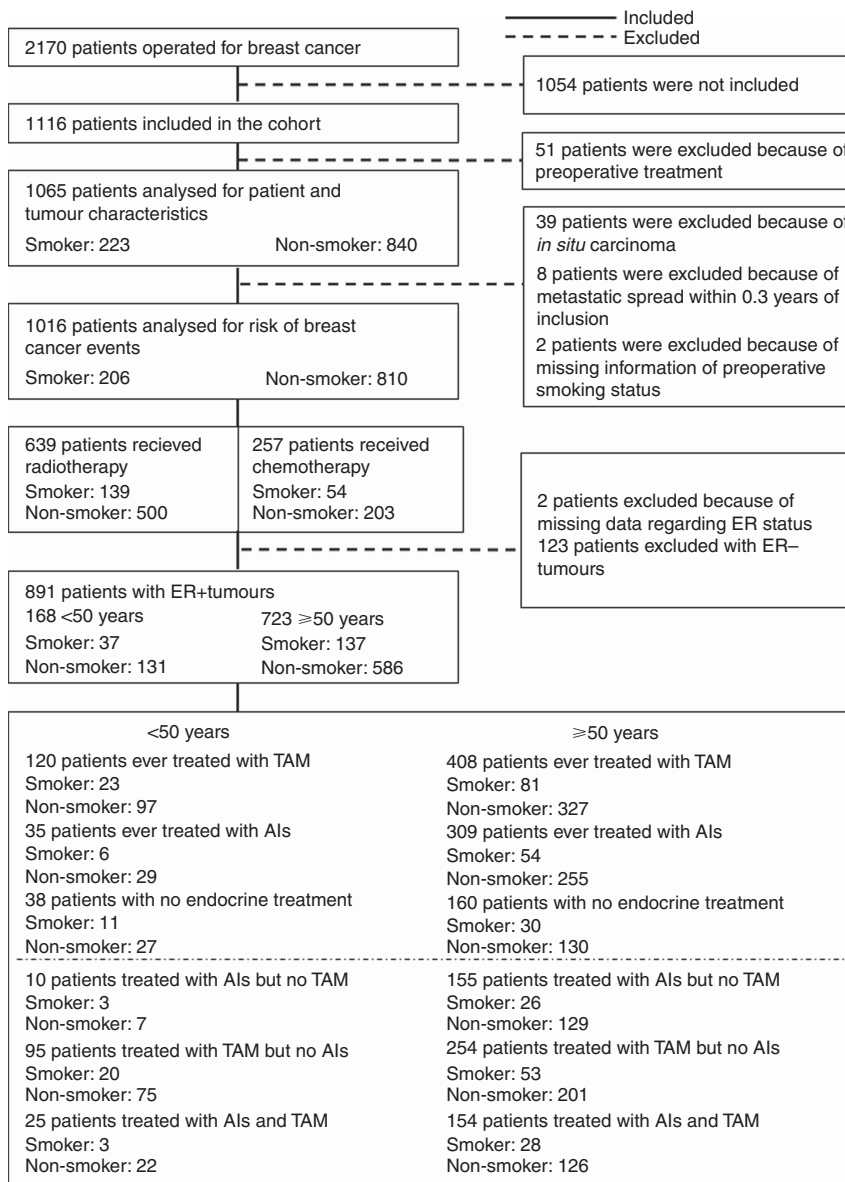 Included
Excluded
2170 patients operated for breast cancer
1054 patients were not included
1116 patients included in the cohort
51 patients were excluded because of
preoperative treatment
1065 patients analysed for patient and
tumour characteristics
Smoker: 223 Non-smoker: 840
39 patients were excluded because of
in situ carcinoma
8 patients were excluded because of
metastatic spread within 0.3 years of
inclusion
2 patients were excluded because of
missing information of preoperative
smoking status
1016 patients analysed for risk of breast
cancer events
Smoker: 206 Non-smoker: 810
639 patients recieved
radiotherapy
Smoker: 139
Non-smoker: 500
257 patients received
chemotherapy
Smoker: 54
Non-smoker: 203
2 patients excluded because of
missing data regarding ER status
123 patients excluded with ER–
tumours
891 patients with ER+tumours
168 <50 years
Smoker: 37
Non-smoker: 131
723 ⩾50 years
Smoker: 137
Non-smoker: 586
<50 years
120 patients ever treated with TAM
Smoker: 23
Non-smoker: 97
35 patients ever treated with AIs
Smoker: 6
Non-smoker: 29
38 patients with no endocrine treatment
Smoker: 11
Non-smoker: 27
10 patients treated with AIs but no TAM
Smoker: 3
Non-smoker: 7
95 patients treated with TAM but no AIs
Smoker: 20
Non-smoker: 75
25 patients treated with AIs and TAM
Smoker: 3
Non-smoker: 22
⩾50 years
408 patients ever treated with TAM
Smoker: 81
Non-smoker: 327
309 patients ever treated with AIs
Smoker: 54
Non-smoker: 255
160 patients with no endocrine treatment
Smoker: 30
Non-smoker: 130
155 patients treated with AIs but no TAM
Smoker: 26
Non-smoker: 129
254 patients treated with TAM but no AIs
Smoker: 53
Non-smoker: 201
154 patients treated with AIs and TAM
Smoker: 28
Non-smoker: 126